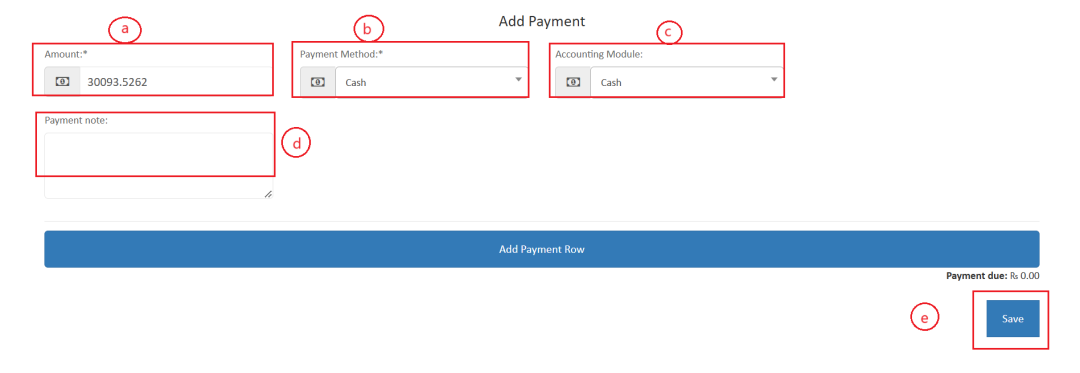 Add Payment
a
b
c
Amount:*
Payment Method:*
Accounting Module:
30093.5262
Cash
Cash
Payment note:
d
Add Payment Row
Payment due: ₨ 0.00
e
Save